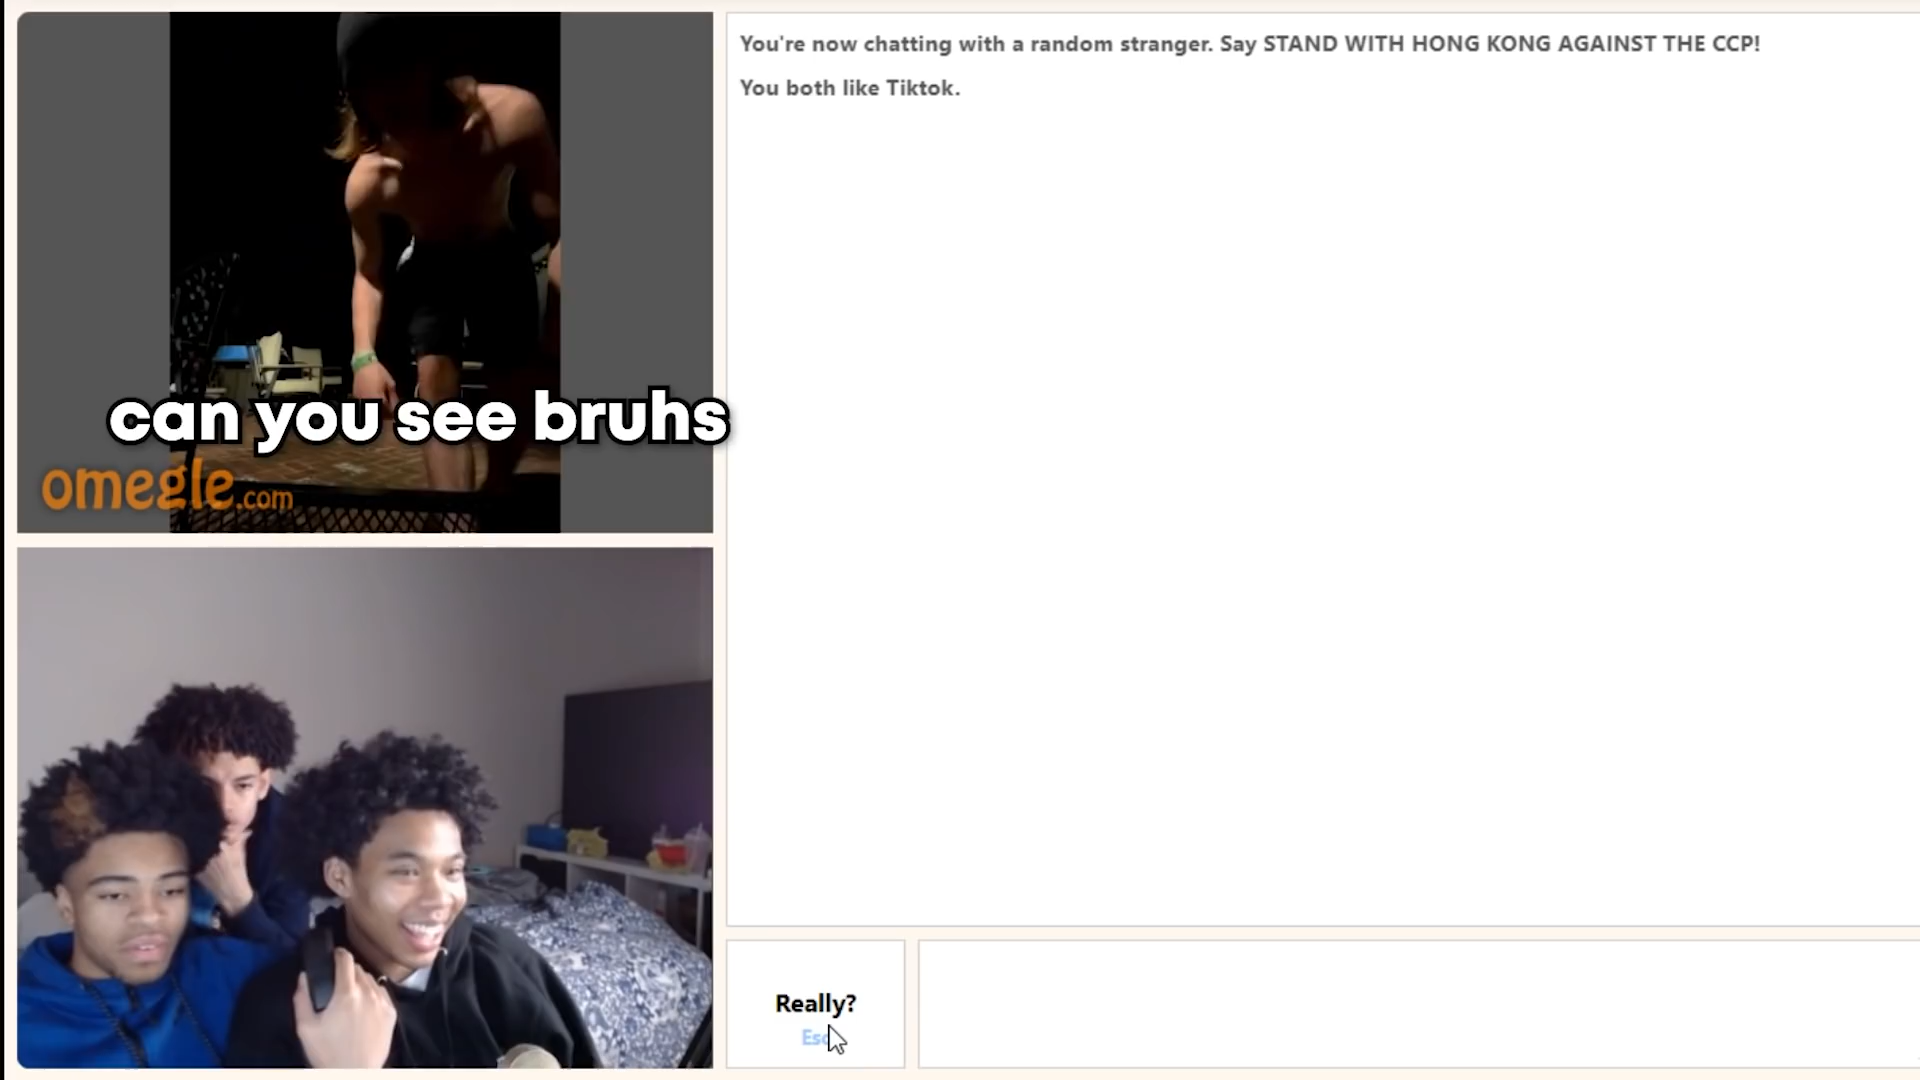 You're now chatting with a random stranger. Say STAND WITH HONG KONG AGAINST THE CCP!
You both like Tiktok.
can you see bruhs
omegle.com
Really?
Esc